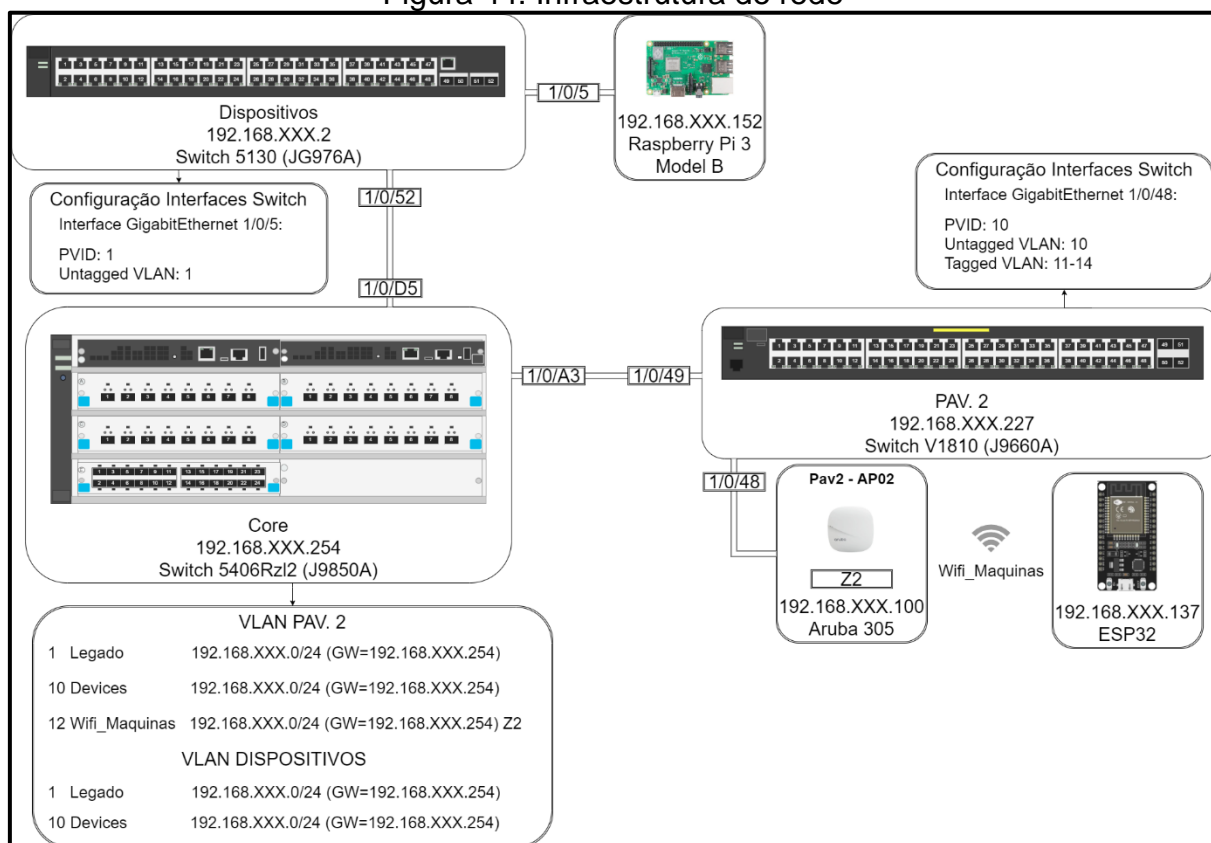 Dispositivos
192.168.XXX.2
Switch 5130 (JG976A)
1/0/5
192.168.XXX.152
Raspberry Pi 3
Model B
Configuração Interfaces Switch
Interface GigabitEthernet 1/0/5:
PVID: 1
Untagged VLAN: 1
1/0/52
1/0/D5
Configuração Interfaces Switch
Interface GigabitEthernet 1/0/48:
PVID: 10
Untagged VLAN: 10
Tagged VLAN: 11-14
Core
192.168.XXX.254
Switch 5406Rzl2 (J9850A)
1/0/A3
1/0/49
PAV. 2
192.168.XXX.227
Switch V1810 (J9660A)
1/0/48
Pav2 - AP02
Z2
192.168.XXX.100
Aruba 305
Wifi_Maquinas
192.168.XXX.137
ESP32
VLAN PAV. 2
1 Legado 192.168.XXX.0/24 (GW=192.168.XXX.254)
10 Devices 192.168.XXX.0/24 (GW=192.168.XXX.254)
12 Wifi_Maquinas 192.168.XXX.0/24 (GW=192.168.XXX.254) Z2
VLAN DISPOSITIVOS
1 Legado 192.168.XXX.0/24 (GW=192.168.XXX.254)
10 Devices 192.168.XXX.0/24 (GW=192.168.XXX.254)